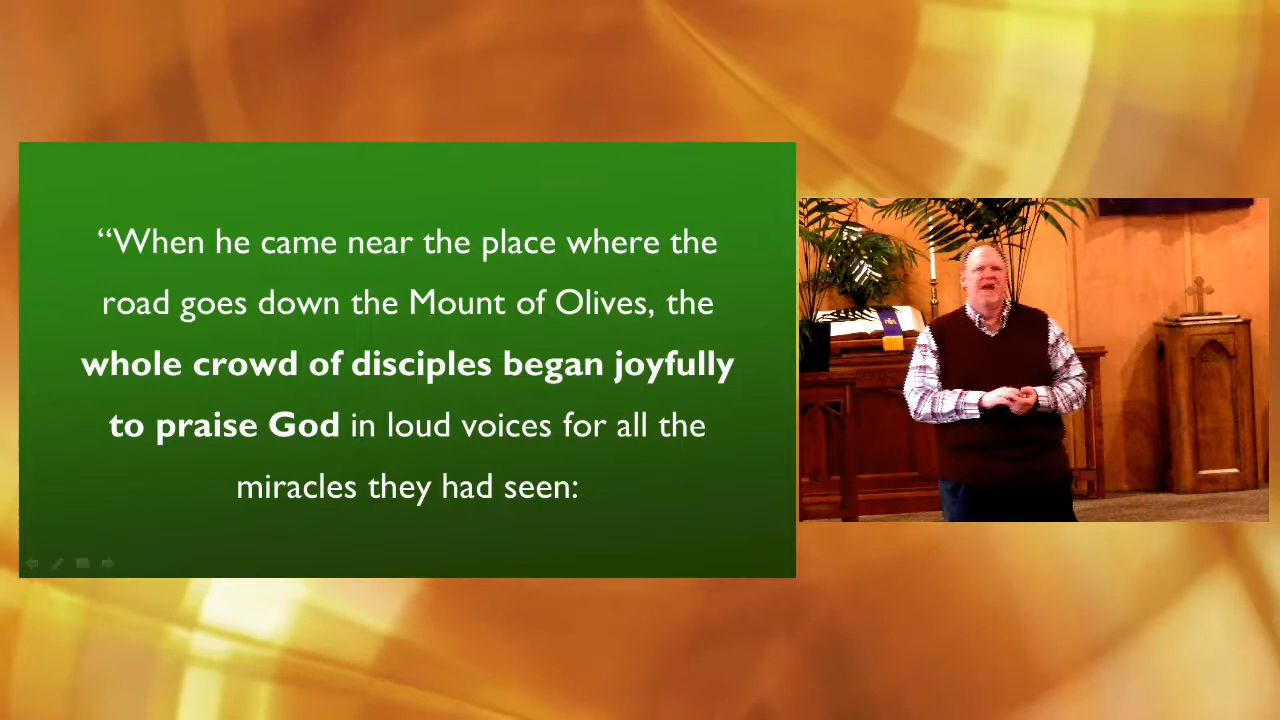 “When he came near the place where the
road goes down the Mount of Olives, the
whole crowd of disciples began joyfully
to praise God in loud voices for all the
miracles they had seen: